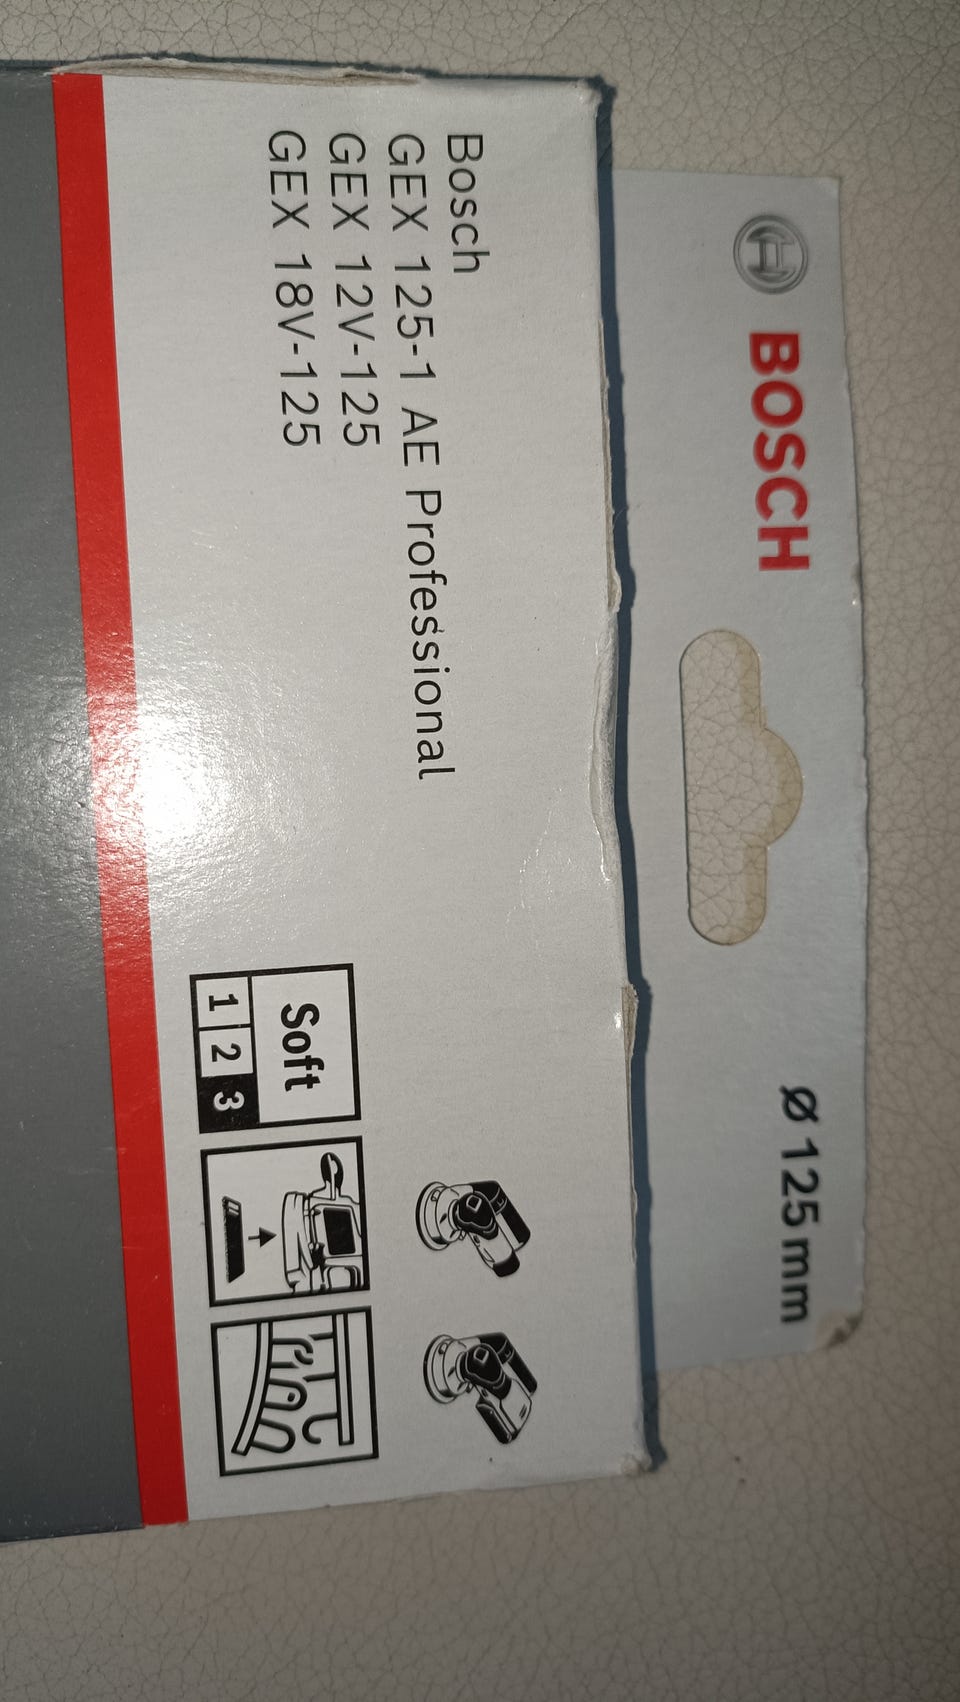 BOSCH
Ø 125 mm
Bosch
GEX 125-1 AE Professional
GEX 12V-125
GEX 18V-125
Soft
1 2 3